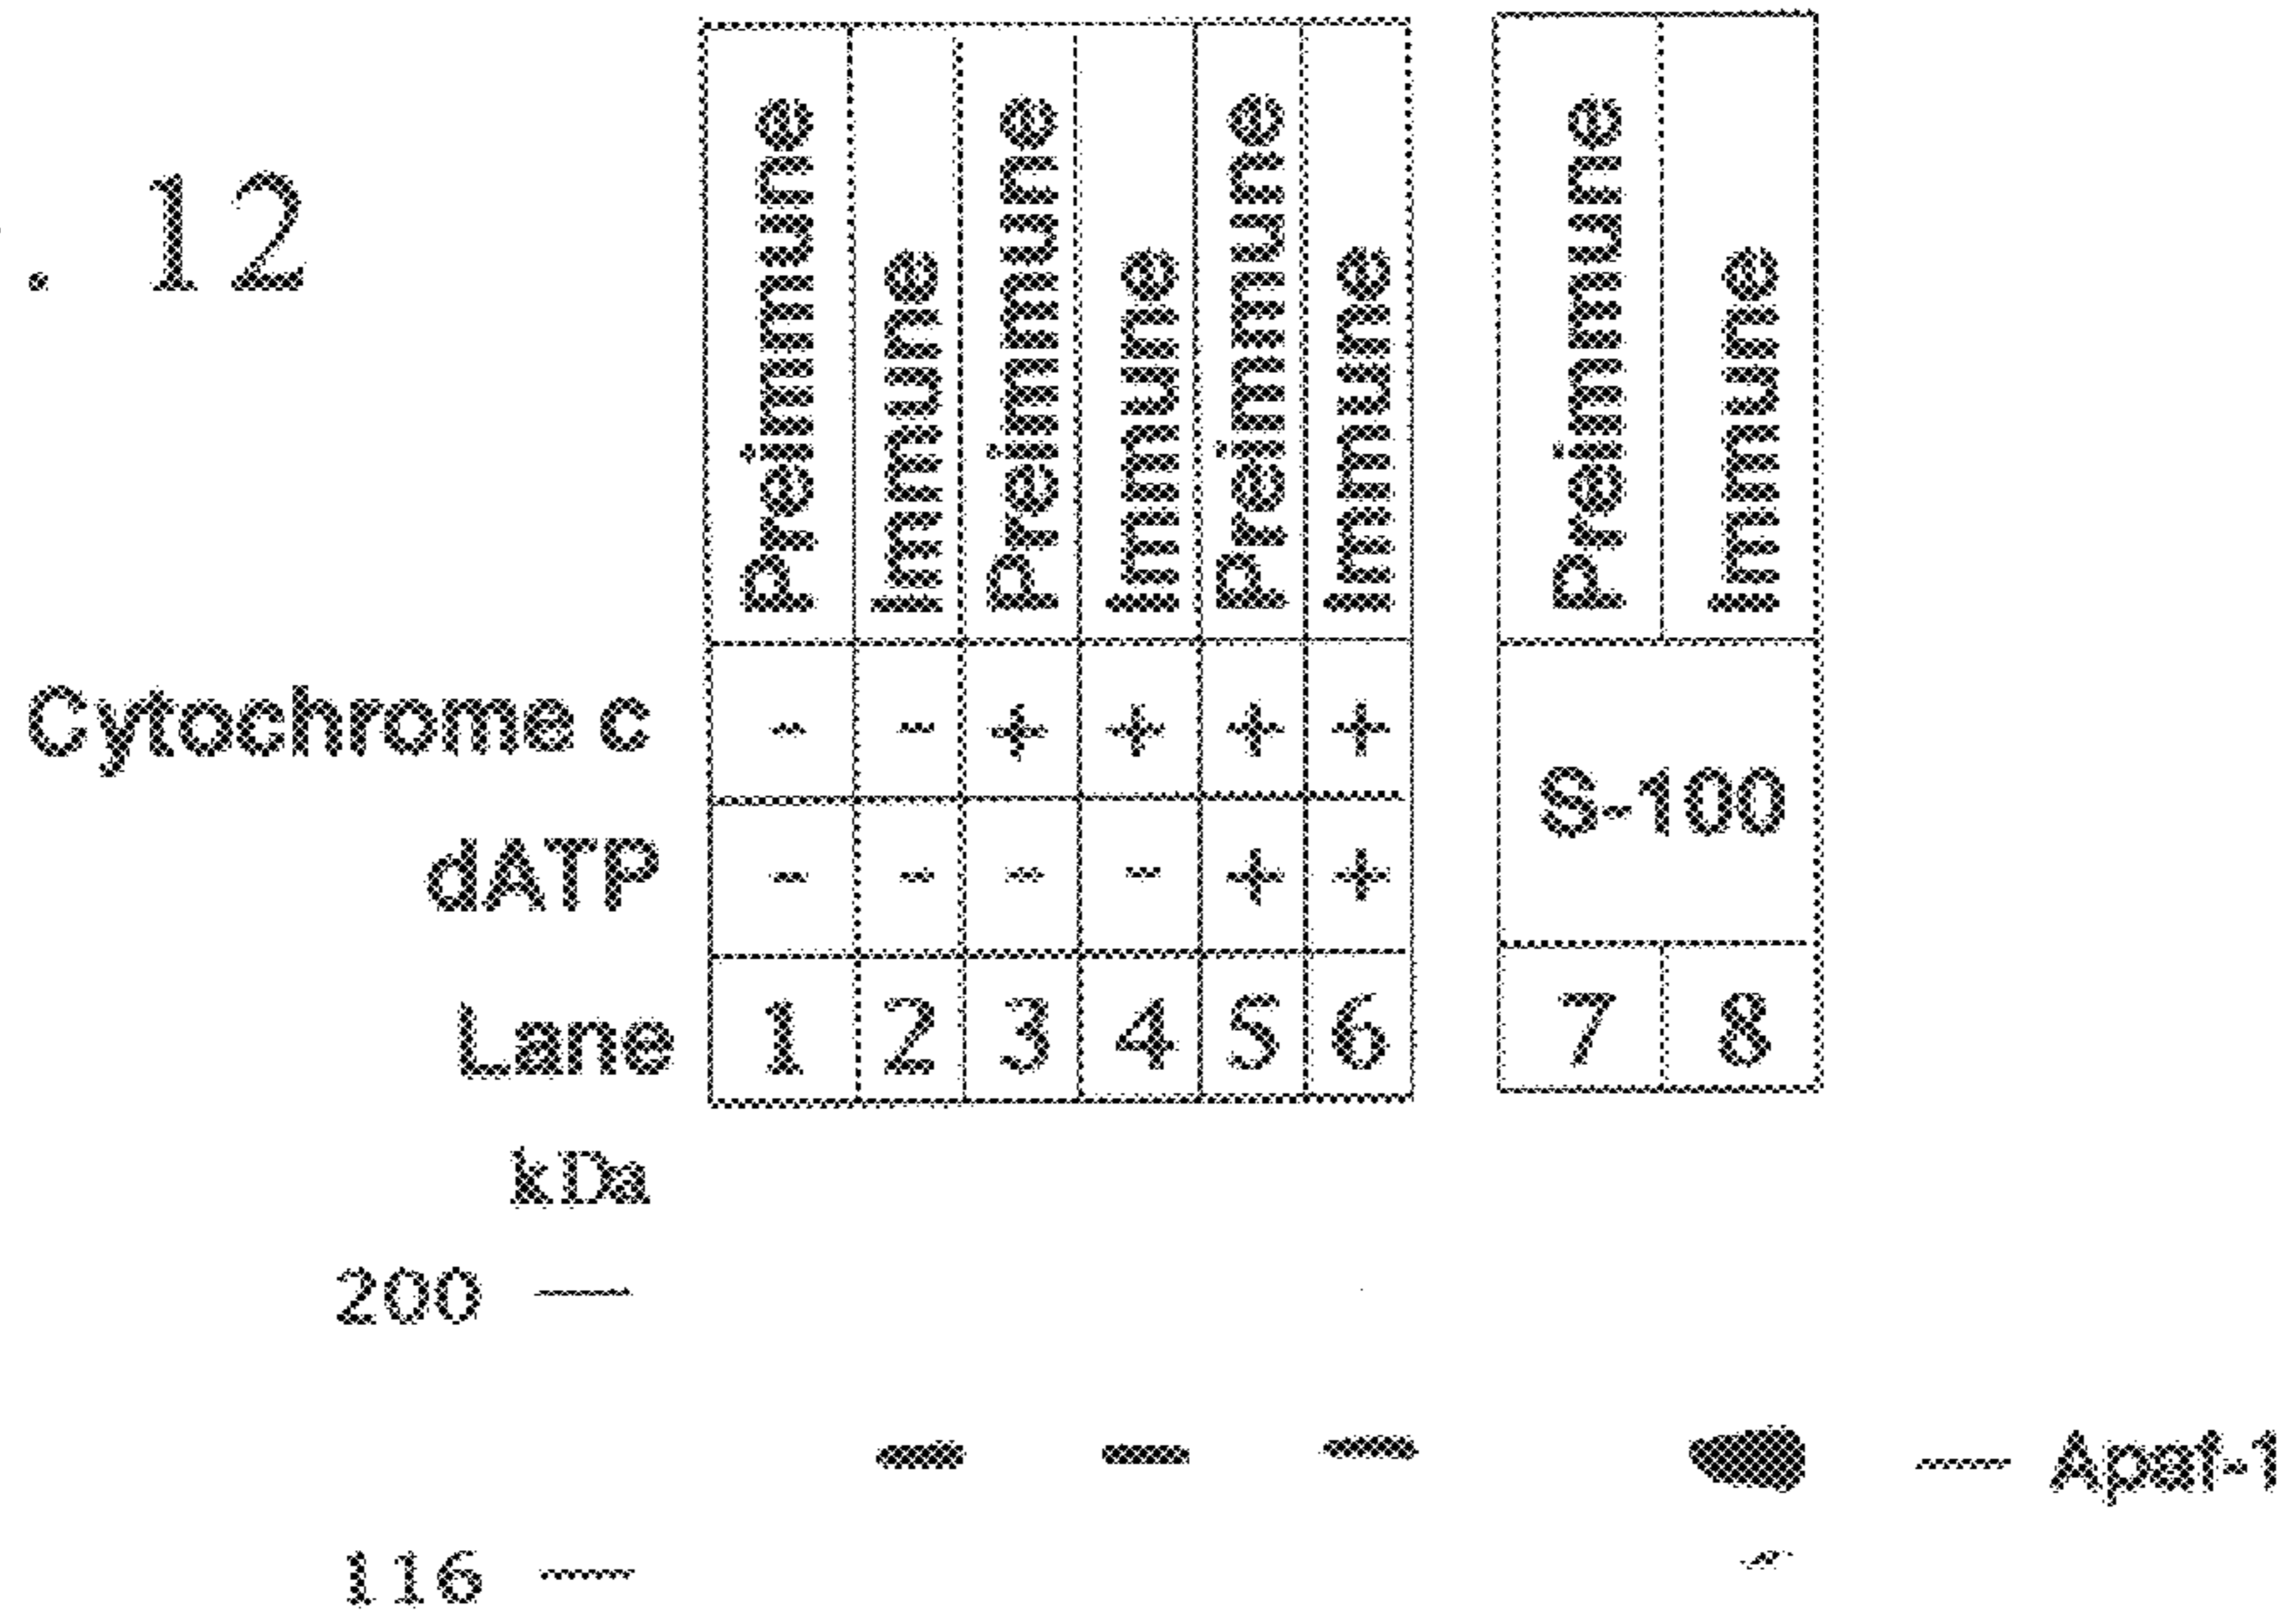 . 12
Preimmune Immune Preimmune Immune Preimmune Immune Preimmune Immune
Cytochrome c - - + + + +
S-100
dATP - - - - + +
Lane 1 2 3 4 5 6 7 8
kDa
200 —
— Apaf-1
116 —